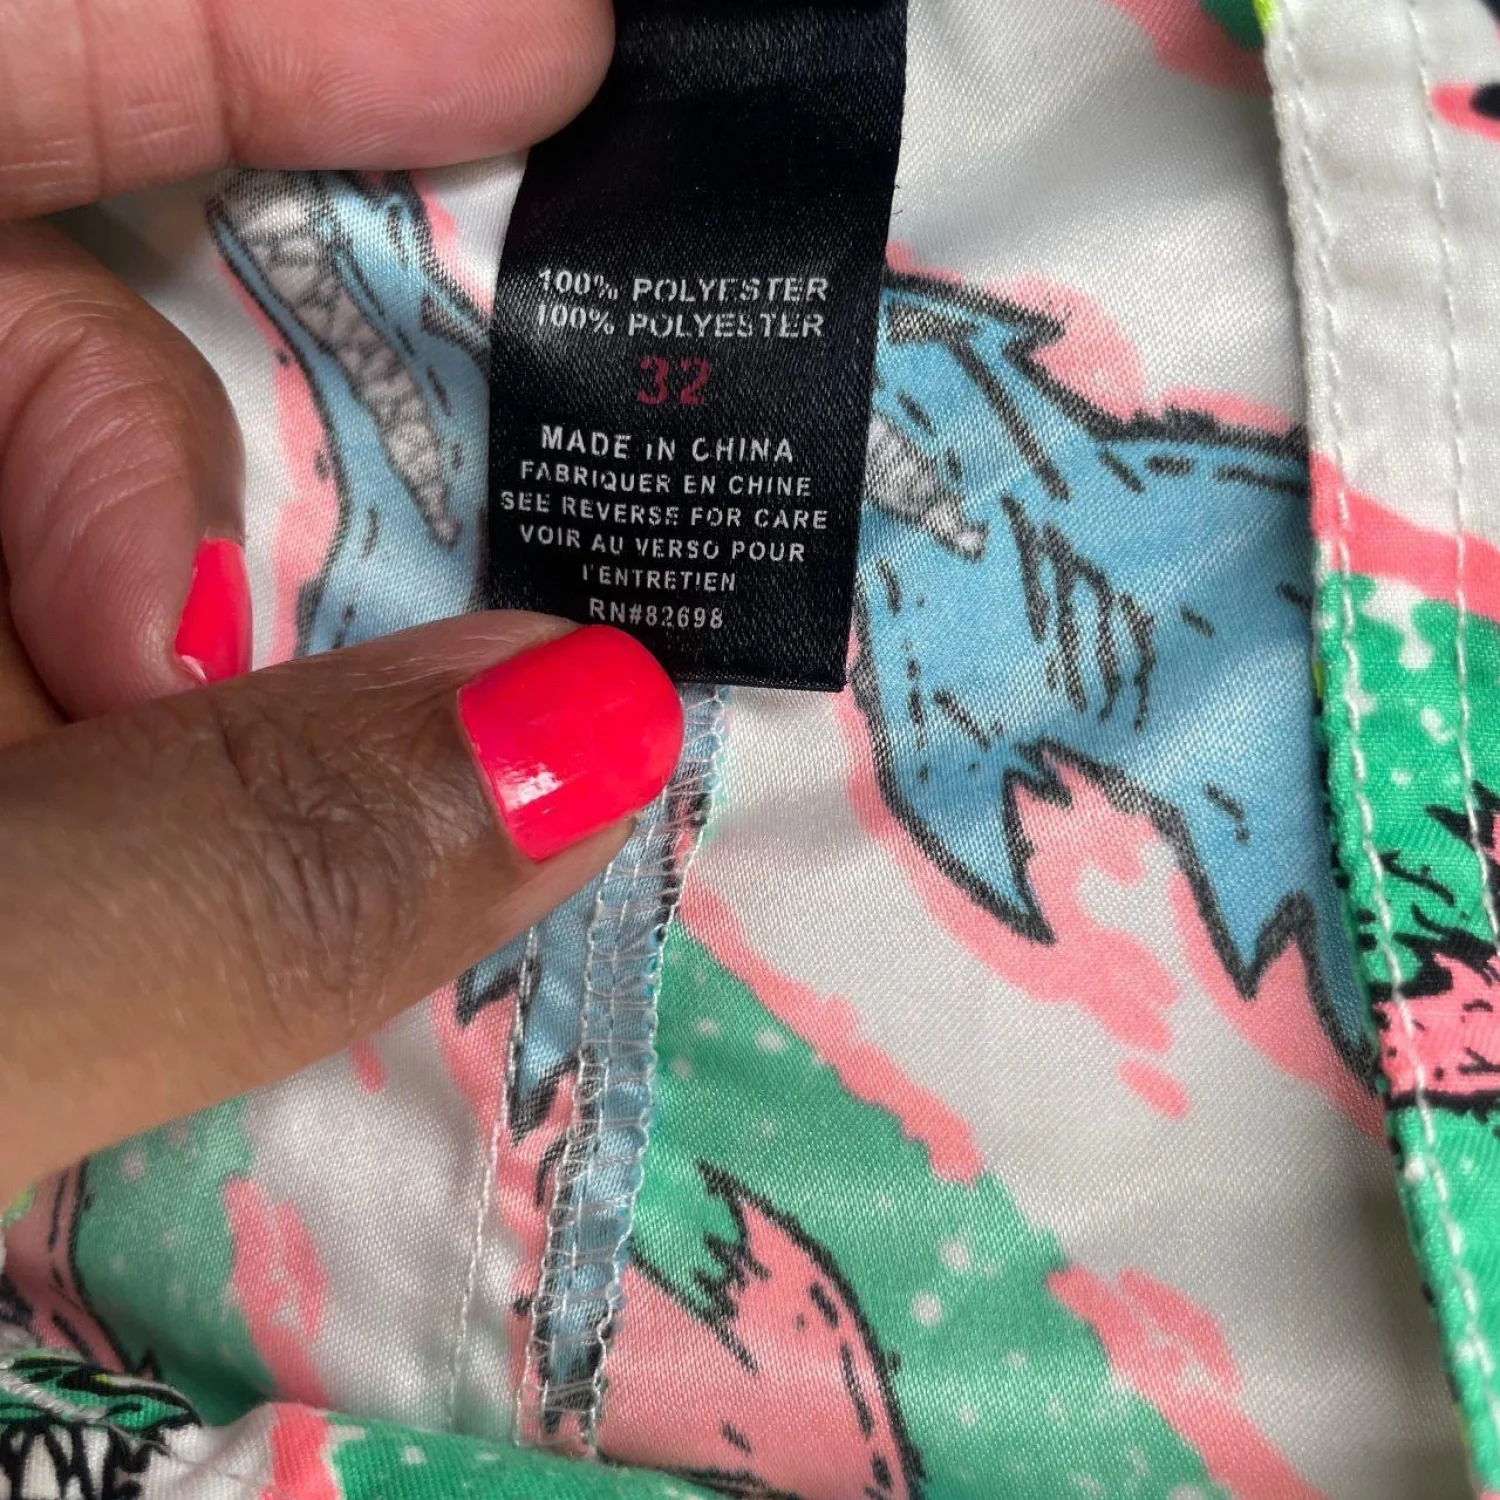 100% POLYESTER
100% POLYESTER
32
MADE IN CHINA
FABRIQUER EN CHINE
SEE REVERSE FOR CARE
VOIR AU VERSO POUR
l'ENTRETIEN
RN#82698